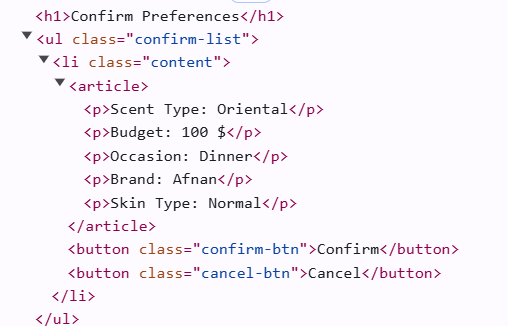 <h1>Confirm Preferences</h1>
<ul class="confirm-list">
<li class="content">
<article>
<p>Scent Type: Oriental</p>
<p>Budget: 100 $</p>
<p>Occasion: Dinner</p>
<p>Brand: Afnan</p>
<p>Skin Type: Normal</p>
</article>
<button class="confirm-btn">Confirm</button>
<button class="cancel-btn">Cancel</button>
</li>
</ul>